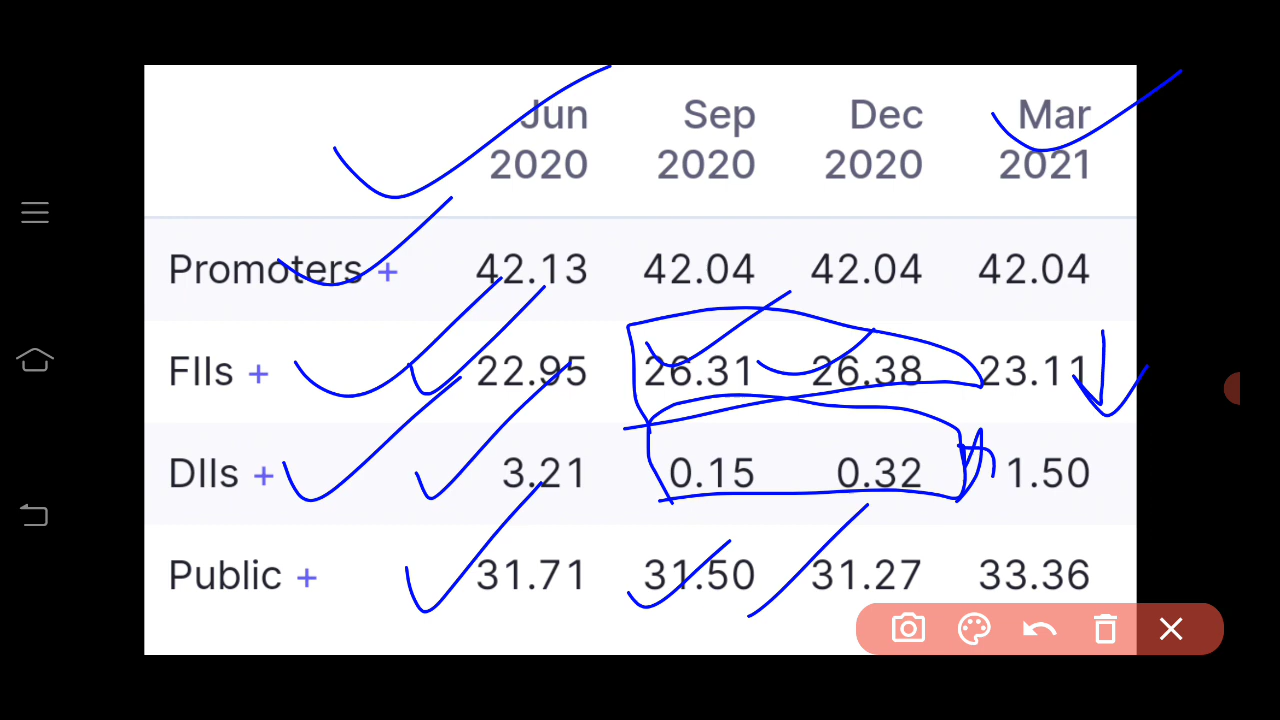 Jun Sep Dec Mar
2020 2020 2020 2021
Promoters + 42.13 42.04 42.04 42.04
FIIs + 22.95 26.31 26.38 23.11
DIIs + 3.21 0.15 0.32 1.50
Public + 31.71 31.50 31.27 33.36